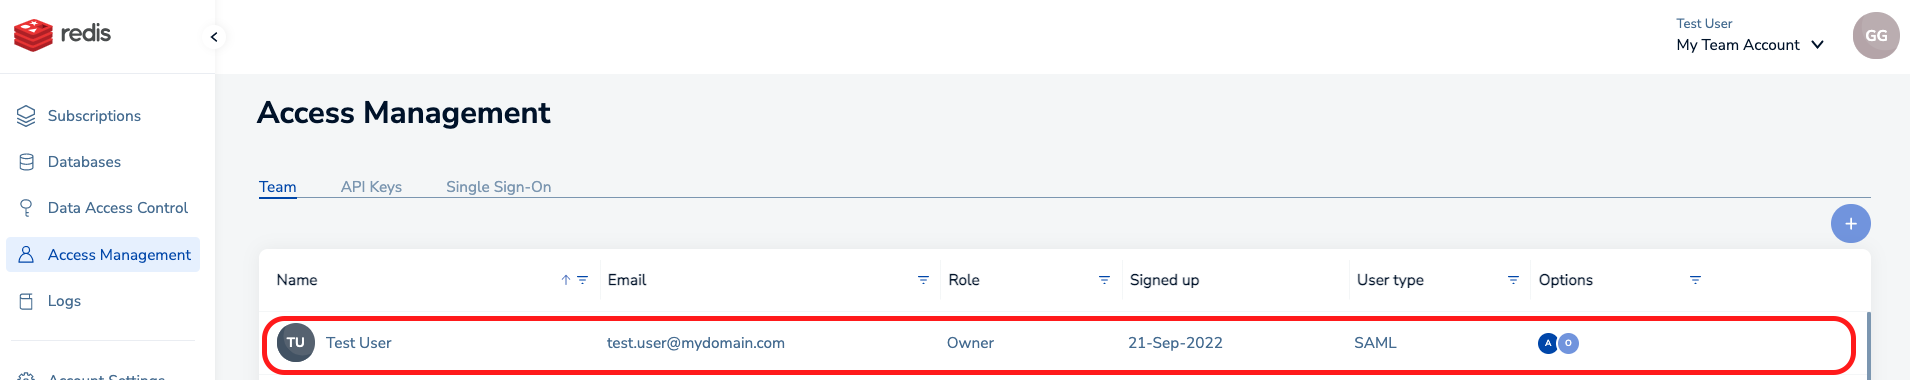 redis
Test User
My Team Account
GG
Subscriptions
Databases
Data Access Control
Access Management
Logs
Account Settings
Access Management
Team API Keys Single Sign-On
+
Name Email Role Signed up User type Options
TU Test User test.user@mydomain.com Owner 21-Sep-2022 SAML A O